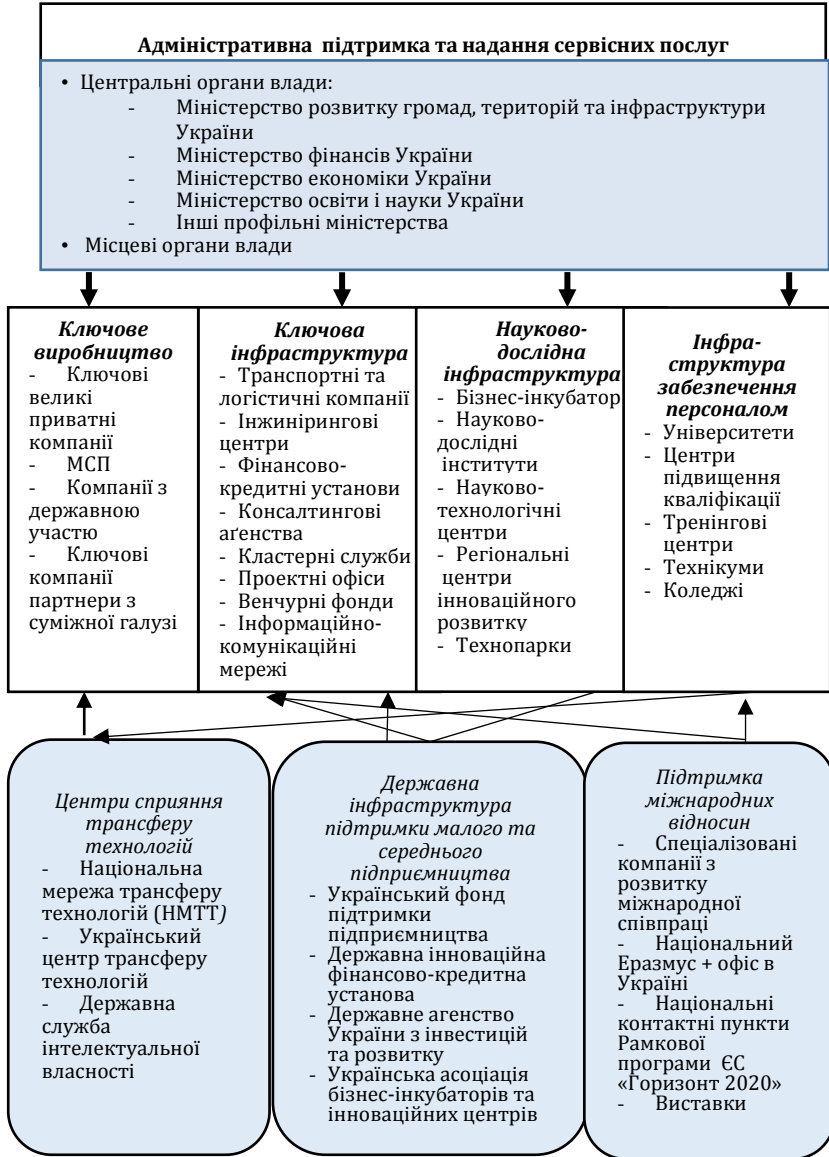 Адміністративна підтримка та надання сервісних послуг
• Центральні органи влади:
- Міністерство розвитку громад, територій та інфраструктури
України
- Міністерство фінансів України
- Міністерство економіки України
- Міністерство освіти і науки України
- Інші профільні міністерства
• Місцеві органи влади
Ключове
виробництво
- Ключові
великі
приватні
компанії
- МСП
- Компанії з
державною
участю
- Ключові
компанії
партнери з
суміжної галузі
Ключова
інфраструктура
- Транспортні та
логістичні компанії
- Інжинірингові
центри
- Фінансово-
кредитні установи
- Консалтингові
аґенства
- Кластерні служби
- Проектні офіси
- Венчурні фонди
- Інформаційно-
комунікаційні
мережі
Науково-
дослідна
інфраструктура
- Бізнес-інкубатор
- Науково-
дослідні
інститути
- Науково-
технологічні
центри
- Регіональні
центри
інноваційного
розвитку
- Технопарки
Інфра-
структура
забезпечення
персоналом
- Університети
- Центри
підвищення
кваліфікації
- Тренінгові
центри
- Технікуми
- Коледжі
Центри сприяння
трансферу
технологій
- Національна
мережа трансферу
технологій (НМТТ)
- Український
центр трансферу
технологій
- Державна
служба
інтелектуальної
власності
Державна
інфраструктура
підтримки малого та
середнього
підприємництва
- Український фонд
підтримки
підприємництва
- Державна інноваційна
фінансово-кредитна
установа
- Державне агенство
України з інвестицій
та розвитку
- Українська асоціація
бізнес-інкубаторів та
інноваційних центрів
Підтримка
міжнародних
відносин
- Спеціалізовані
компанії з
розвитку
міжнародної
співпраці
- Національний
Еразмус + офіс в
Україні
- Національні
контактні пункти
Рамкової
програми ЄС
«Горизонт 2020»
- Виставки